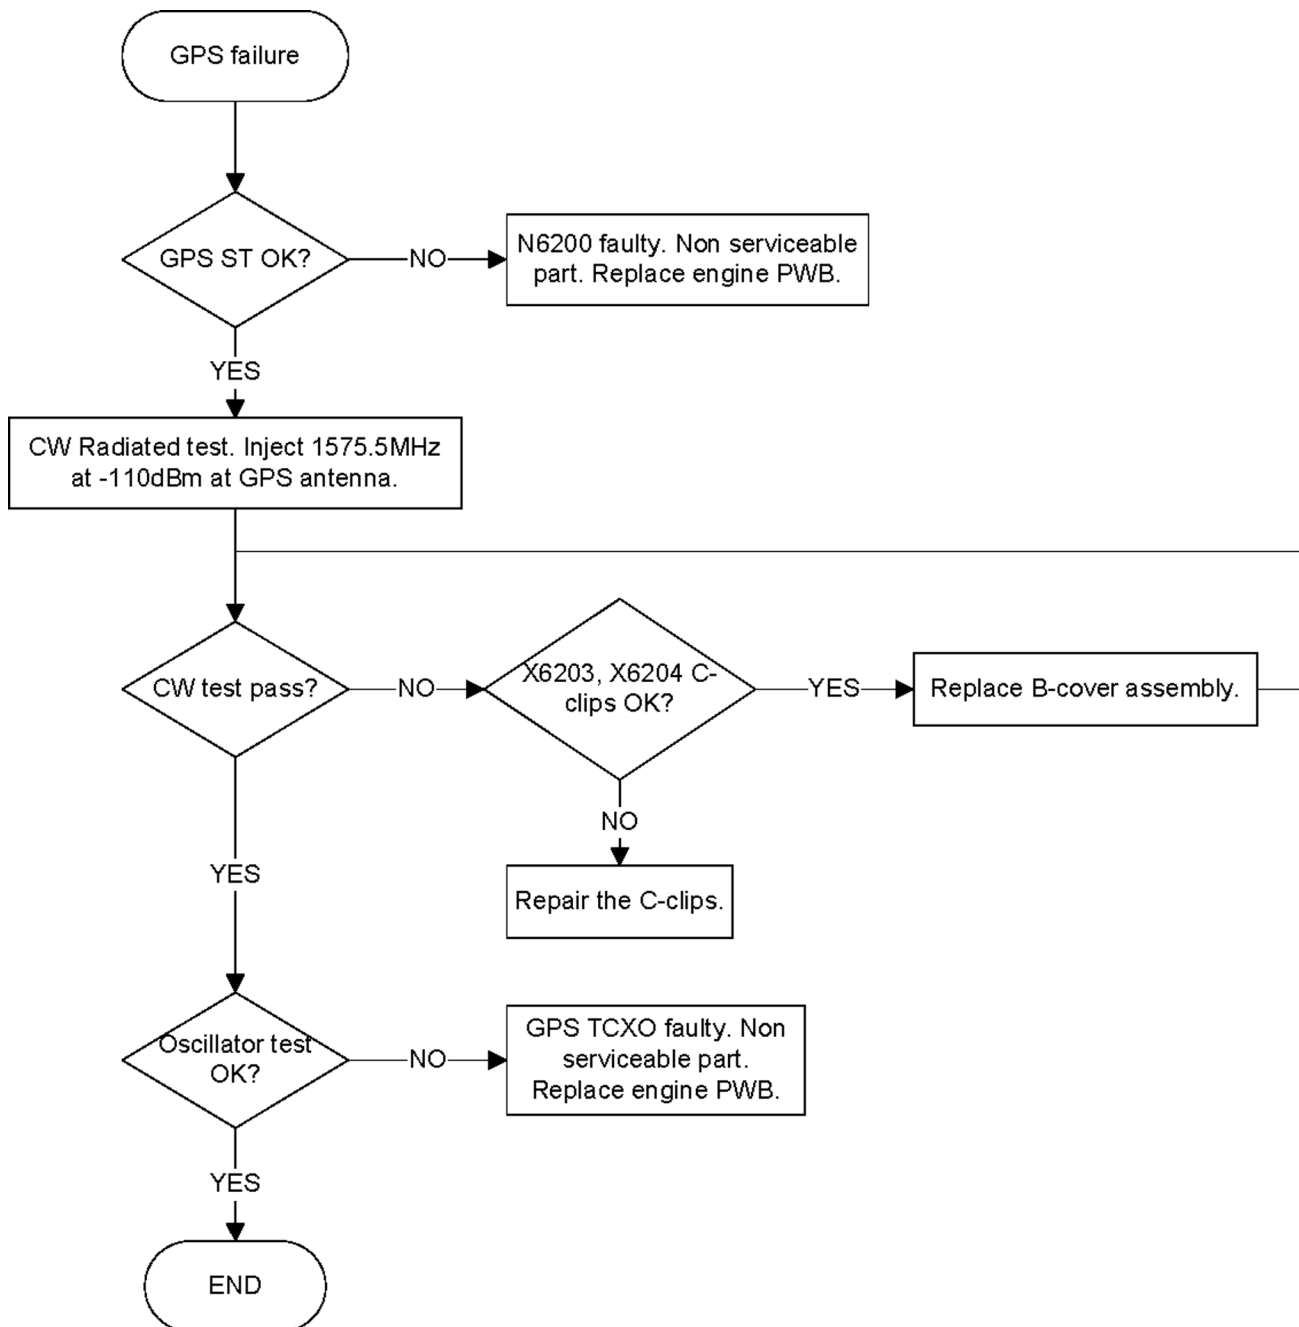 GPS failure
GPS ST OK?
NO
N6200 faulty. Non serviceable
part. Replace engine PWB.
YES
CW Radiated test. Inject 1575.5MHz
at -110dBm at GPS antenna.
CW test pass?
NO
X6203, X6204 C-
clips OK?
YES
Replace B-cover assembly.
NO
Repair the C-clips.
YES
Oscillator test
OK?
NO
GPS TCXO faulty. Non
serviceable part.
Replace engine PWB.
YES
END